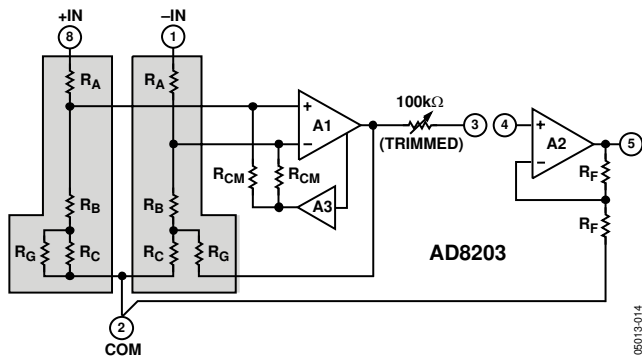 +IN
–IN
8
1
RA
RA
100kΩ
+
A1
3
4
+
A2
5
–
(TRIMMED)
–
RF
RCM
RCM
RB
RB
A3
RF
RG
RC
RC
RG
AD8203
2
COM
05013-014